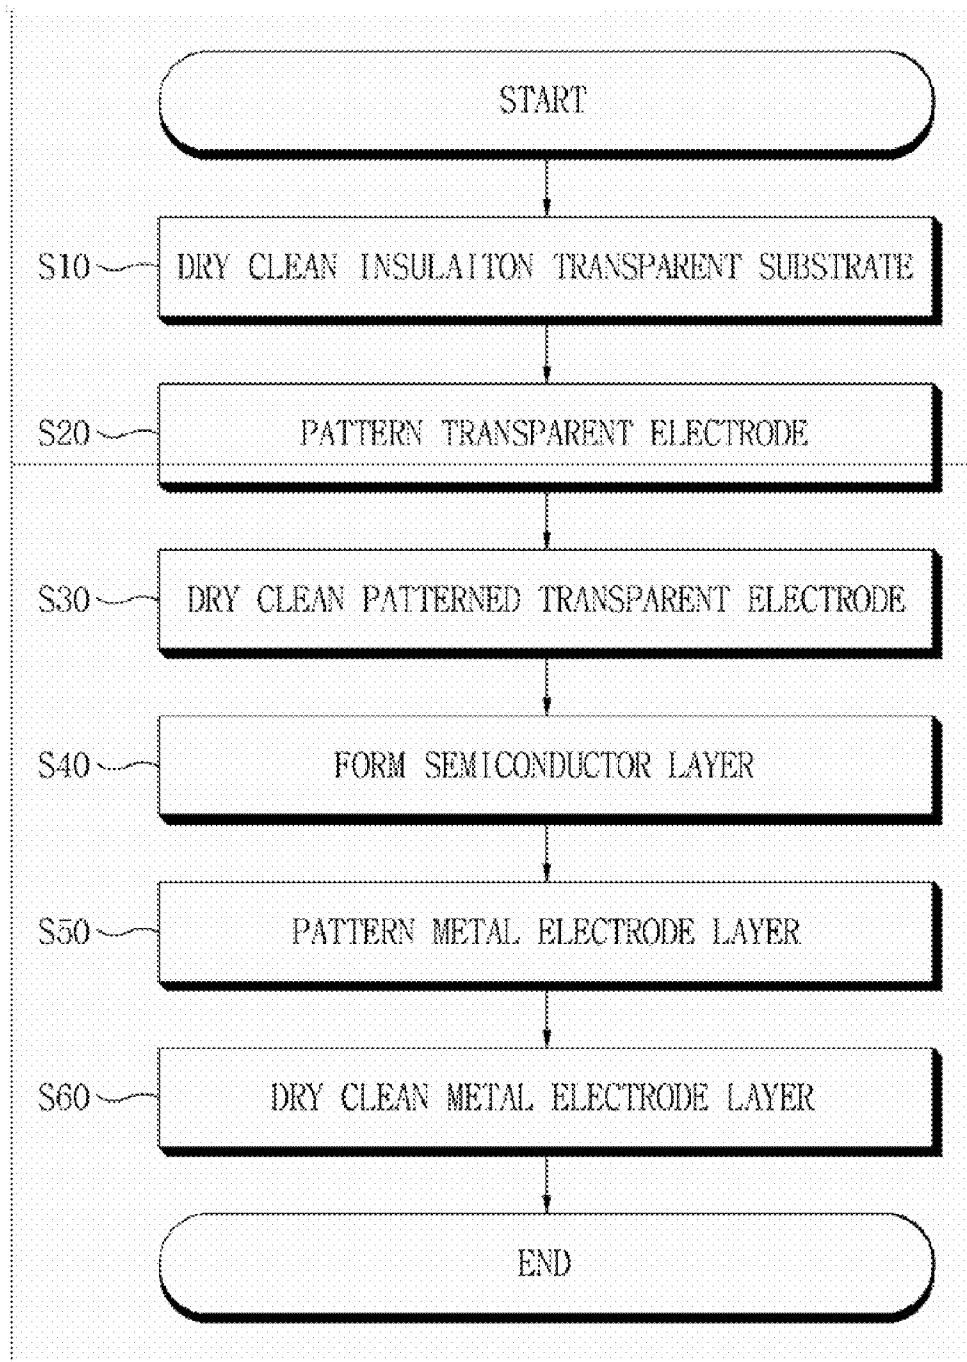 START
S10 DRY CLEAN INSULAITON TRANSPARENT SUBSTRATE
S20 PATTERN TRANSPARENT ELECTRODE
S30 DRY CLEAN PATTERNED TRANSPARENT ELECTRODE
S40 FORM SEMICONDUCTOR LAYER
S50 PATTERN METAL ELECTRODE LAYER
S60 DRY CLEAN METAL ELECTRODE LAYER
END